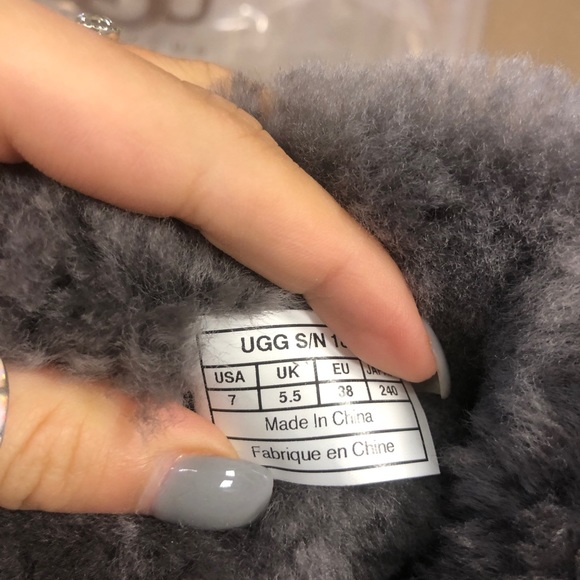 UGG S/N
USA UK EU
7 5.5 38 240
Made In China
Fabrique en Chine